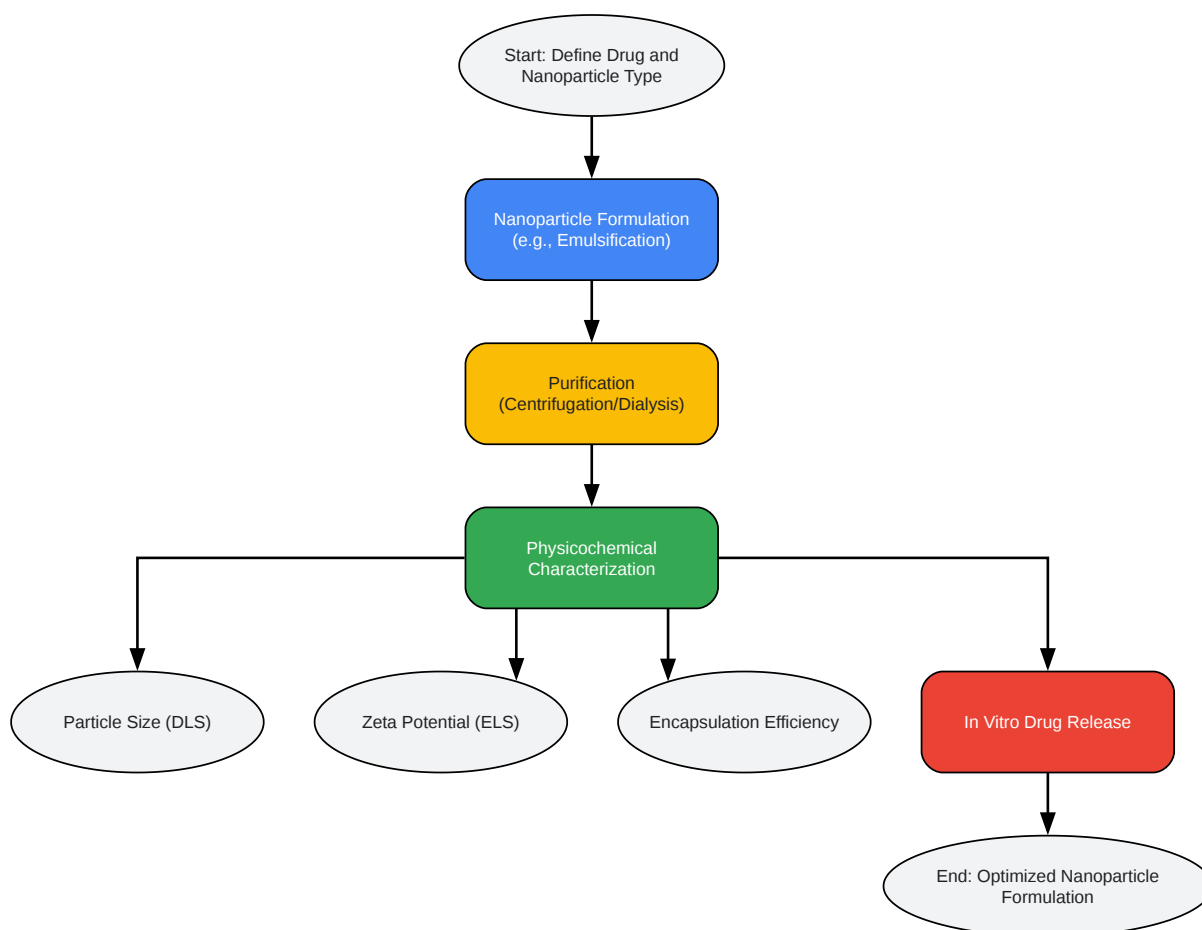 Start: Define Drug and
Nanoparticle Type
Nanoparticle Formulation
(e.g., Emulsification)
Purification
(Centrifugation/Dialysis)
Physicochemical
Characterization
Particle Size (DLS)
Zeta Potential (ELS)
Encapsulation Efficiency
In Vitro Drug Release
End: Optimized Nanoparticle
Formulation